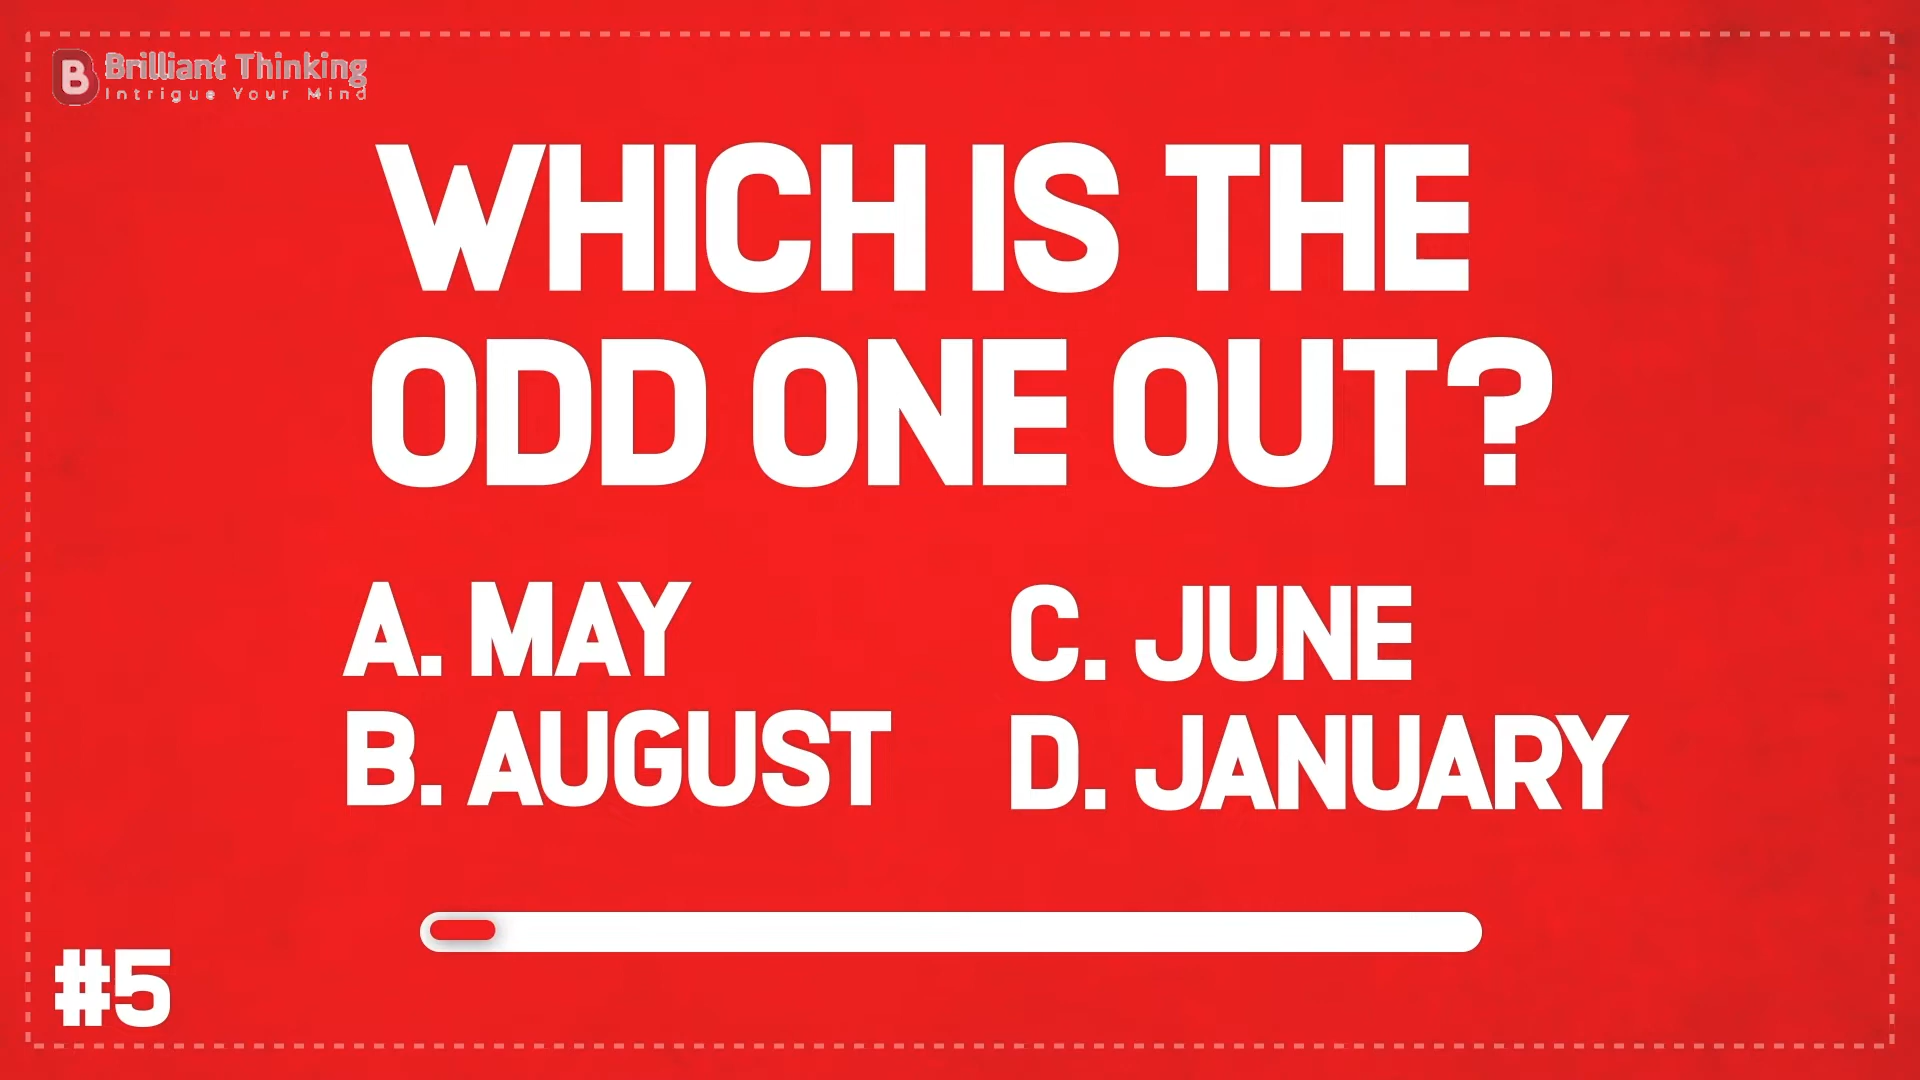 Brilliant Thinking
Intrigue Your Mind
WHICH IS THE
ODD ONE OUT?
A. MAY
B. AUGUST
C. JUNE
D. JANUARY
#5